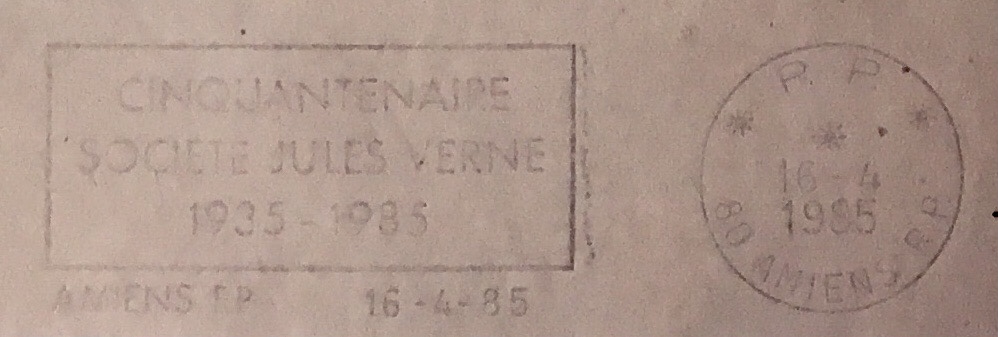 CINQUANTENAIRE
SOCIETE JULES VERNE
1935-1985
AMIENS R.P. 16-4-85
P. P.
16-4
1985
80 AMIENS R.P.